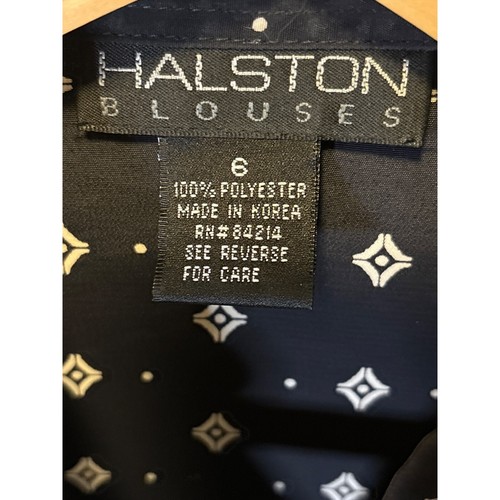 HALSTON
BLOUSES
6
100% POLYESTER
MADE IN KOREA
RN# 84214
SEE REVERSE
FOR CARE